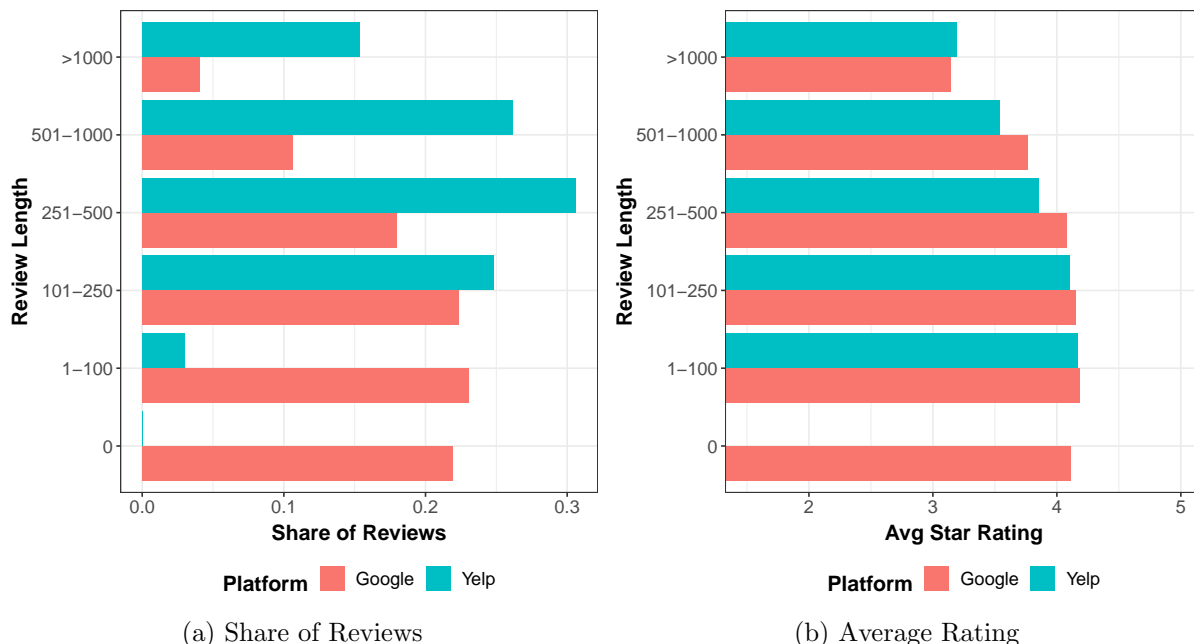 >1000
501−1000
251−500
101−250
1−100
0
Review Length
0.0 0.1 0.2 0.3
Share of Reviews
Platform Google Yelp
(a) Share of Reviews
>1000
501−1000
251−500
101−250
1−100
0
Review Length
2 3 4 5
Avg Star Rating
Platform Google Yelp
(b) Average Rating